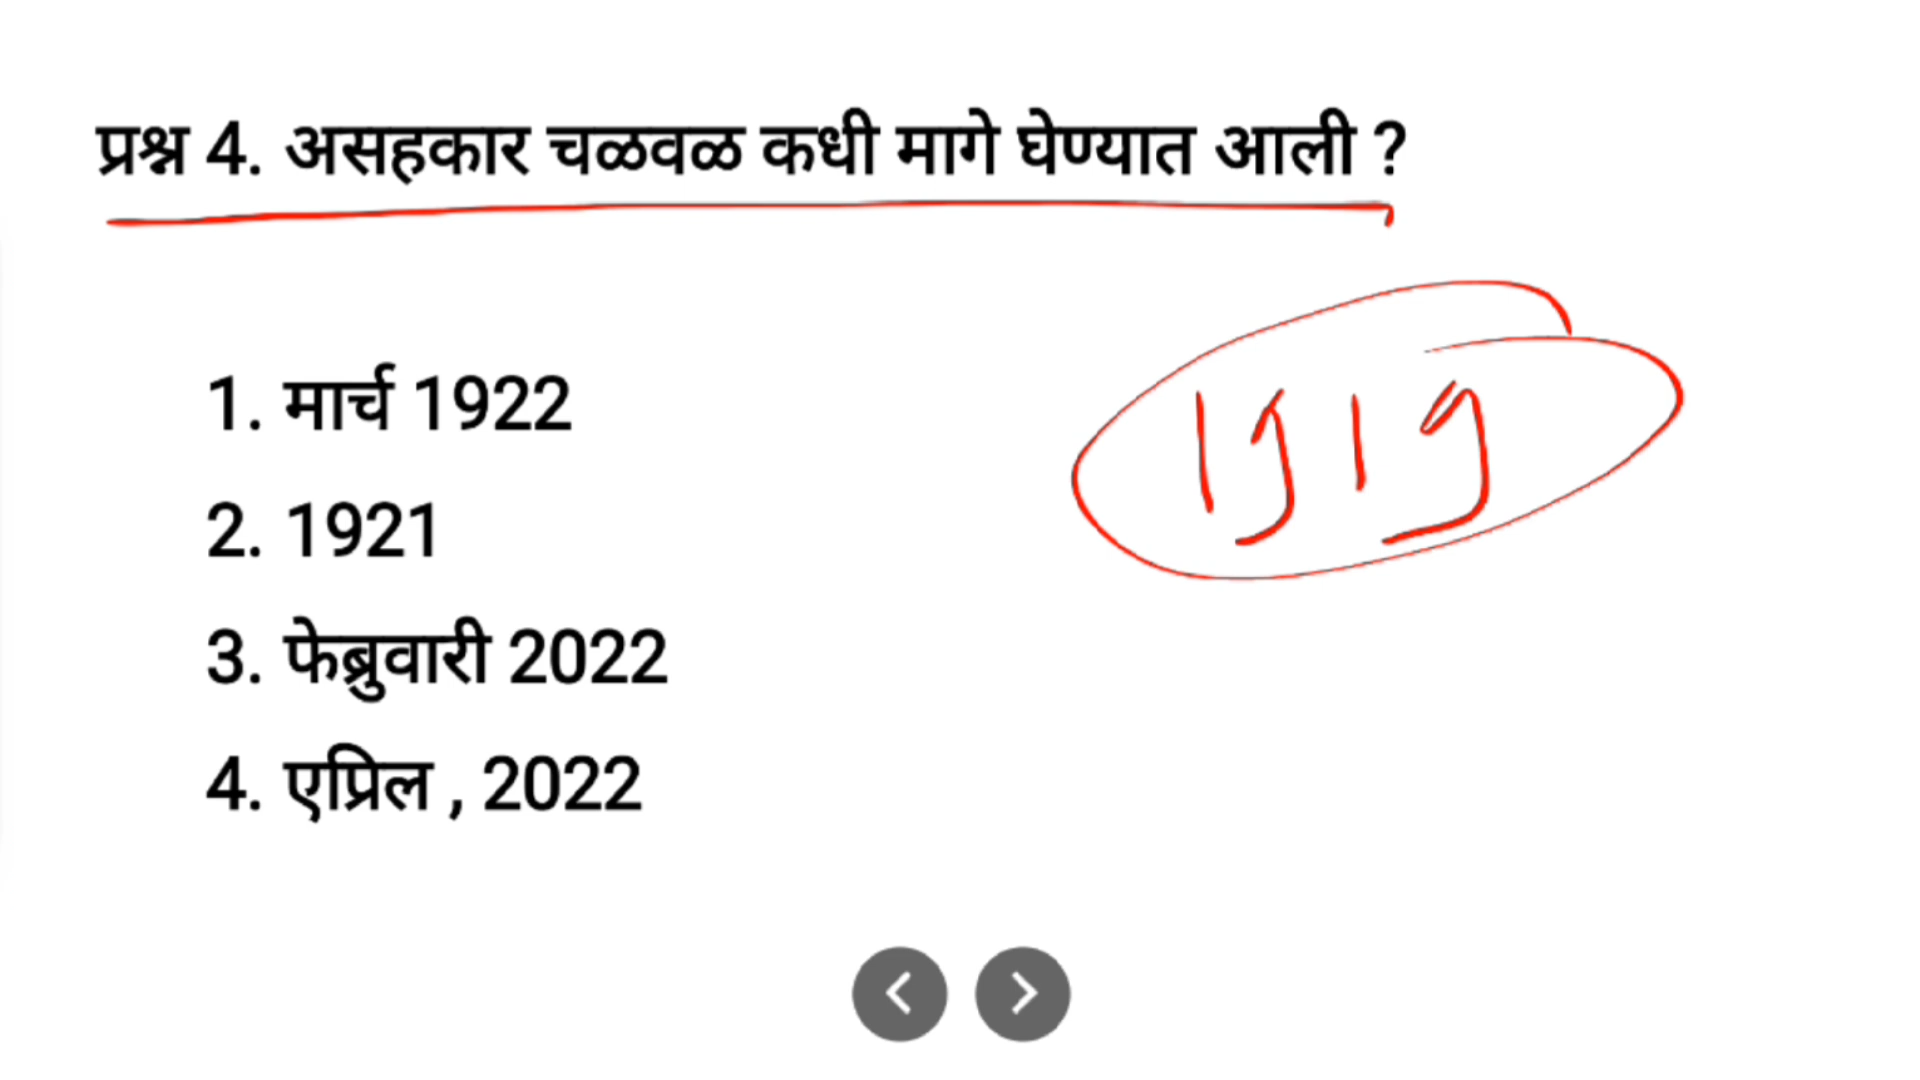 प्रश्न 4. असहकार चळवळ कधी मागे घेण्यात आली ?
1. मार्च 1922
1919
2. 1921
3. फेब्रुवारी 2022
4. एप्रिल , 2022